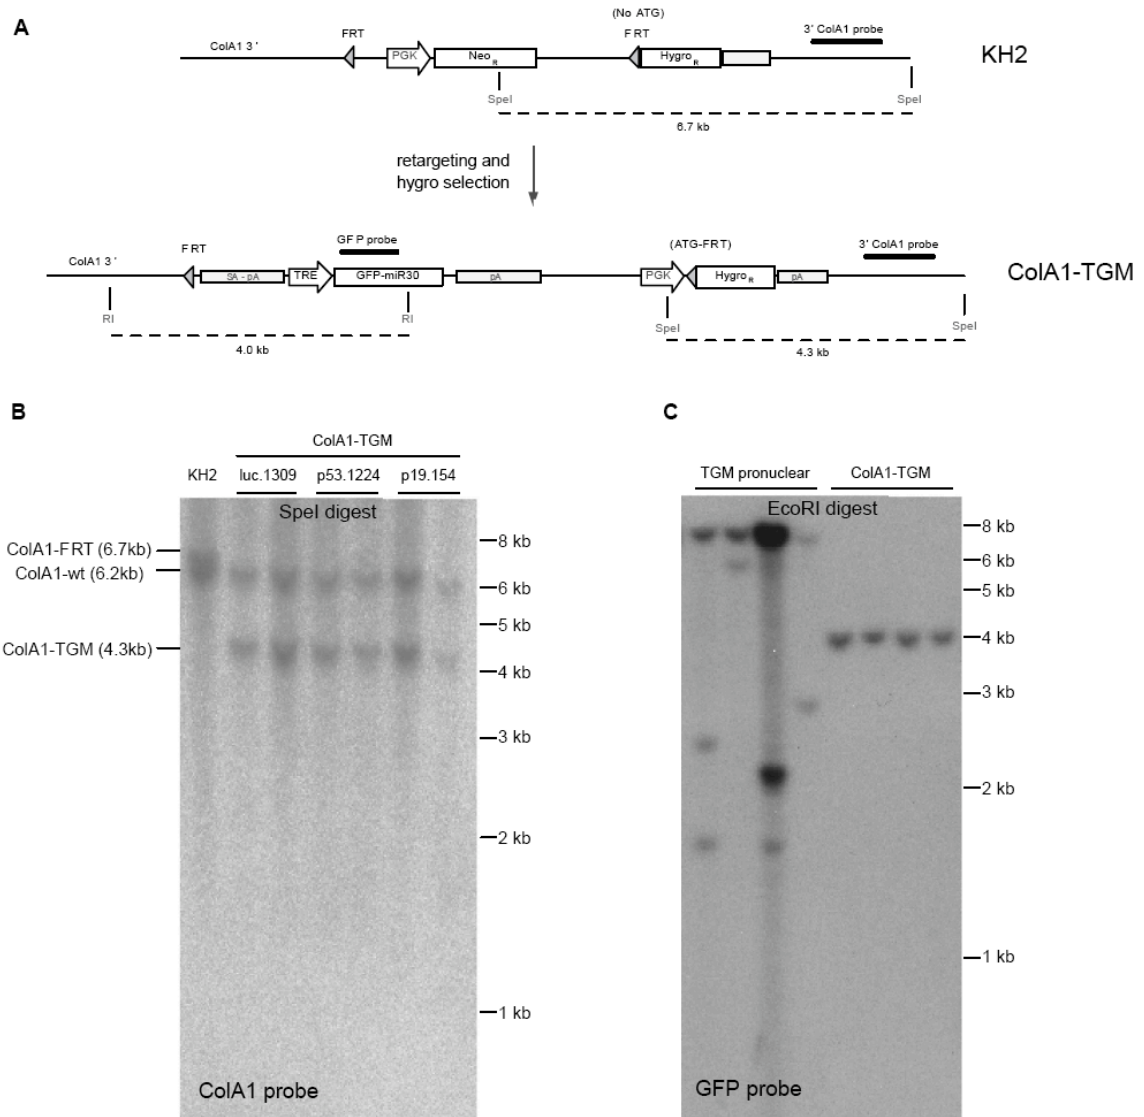 A
(No ATG)
FRT
FRT
3' ColA1 probe
ColA1 3'
PGK
Neo R
Hygro R
KH2
SpeI
SpeI
6.7 kb
retargeting and
hygro selection
GFP probe
(ATG-FRT)
3' ColA1 probe
FRT
ColA1 3'
SA - pA
TRE
GFP-miR30
pA
PGK
Hygro R
pA
ColA1-TGM
RI
RI
SpeI
SpeI
4.0 kb
4.3 kb
B
ColA1-TGM
KH2
luc.1309
p53.1224
p19.154
SpeI digest
ColA1-FRT (6.7kb)
ColA1-wt (6.2kb)
ColA1-TGM (4.3kb)
8 kb
6 kb
5 kb
4 kb
3 kb
2 kb
1 kb
ColA1 probe
C
TGM pronuclear
ColA1-TGM
EcoRI digest
8 kb
6 kb
5 kb
4 kb
3 kb
2 kb
1 kb
GFP probe